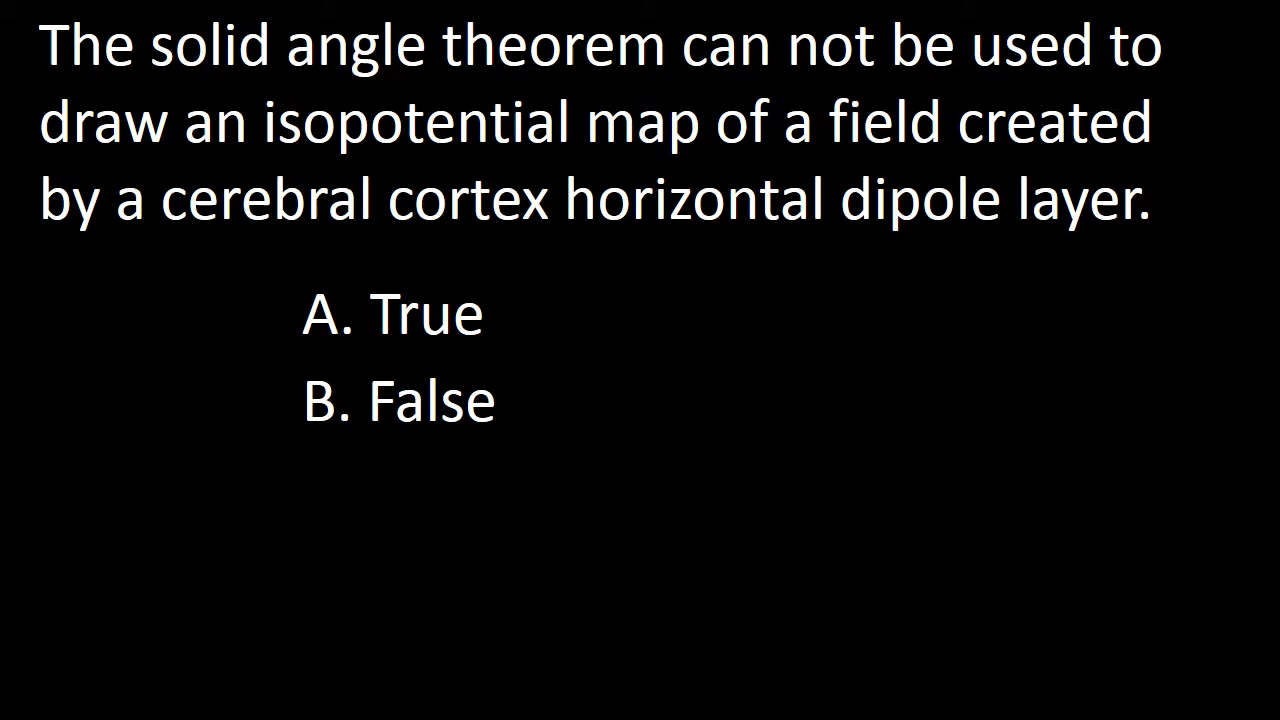 The solid angle theorem can not be used to
draw an isopotential map of a field created
by a cerebral cortex horizontal dipole layer.
A. True
B. False